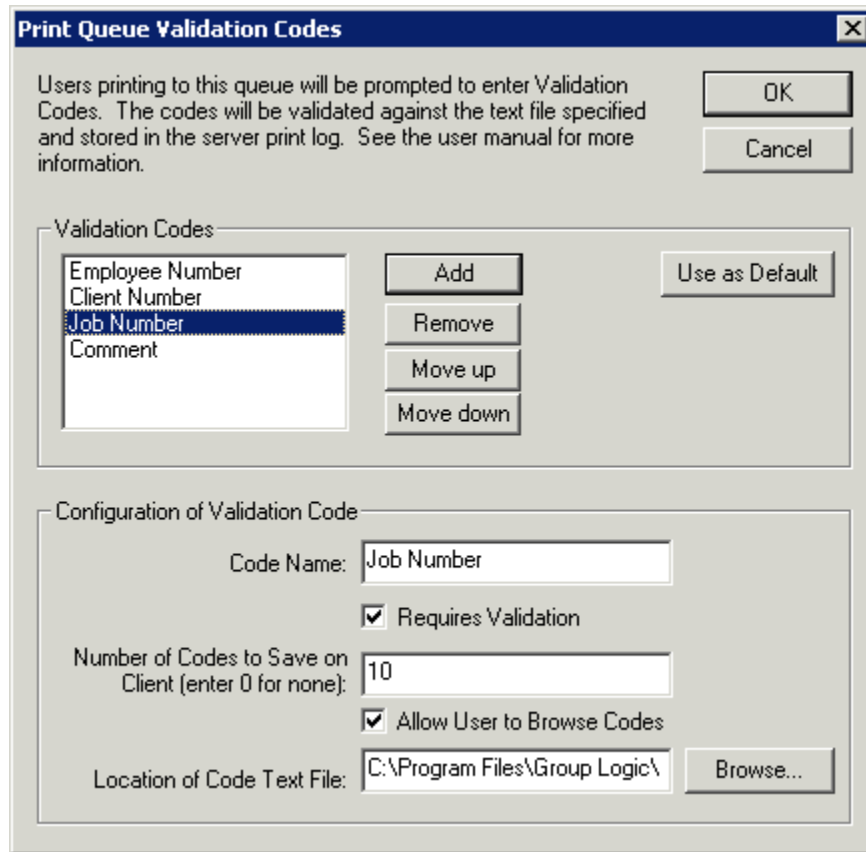 Print Queue Validation Codes
Users printing to this queue will be prompted to enter Validation
Codes.  The codes will be validated against the text file specified
and stored in the server print log.  See the user manual for more
information.
OK
Cancel
Validation Codes
Employee Number
Client Number
Job Number
Comment
Add
Remove
Move up
Move down
Use as Default
Configuration of Validation Code
Code Name: Job Number
Requires Validation
Number of Codes to Save on
Client (enter 0 for none): 10
Allow User to Browse Codes
Location of Code Text File: C:\Program Files\Group Logic\ Browse...